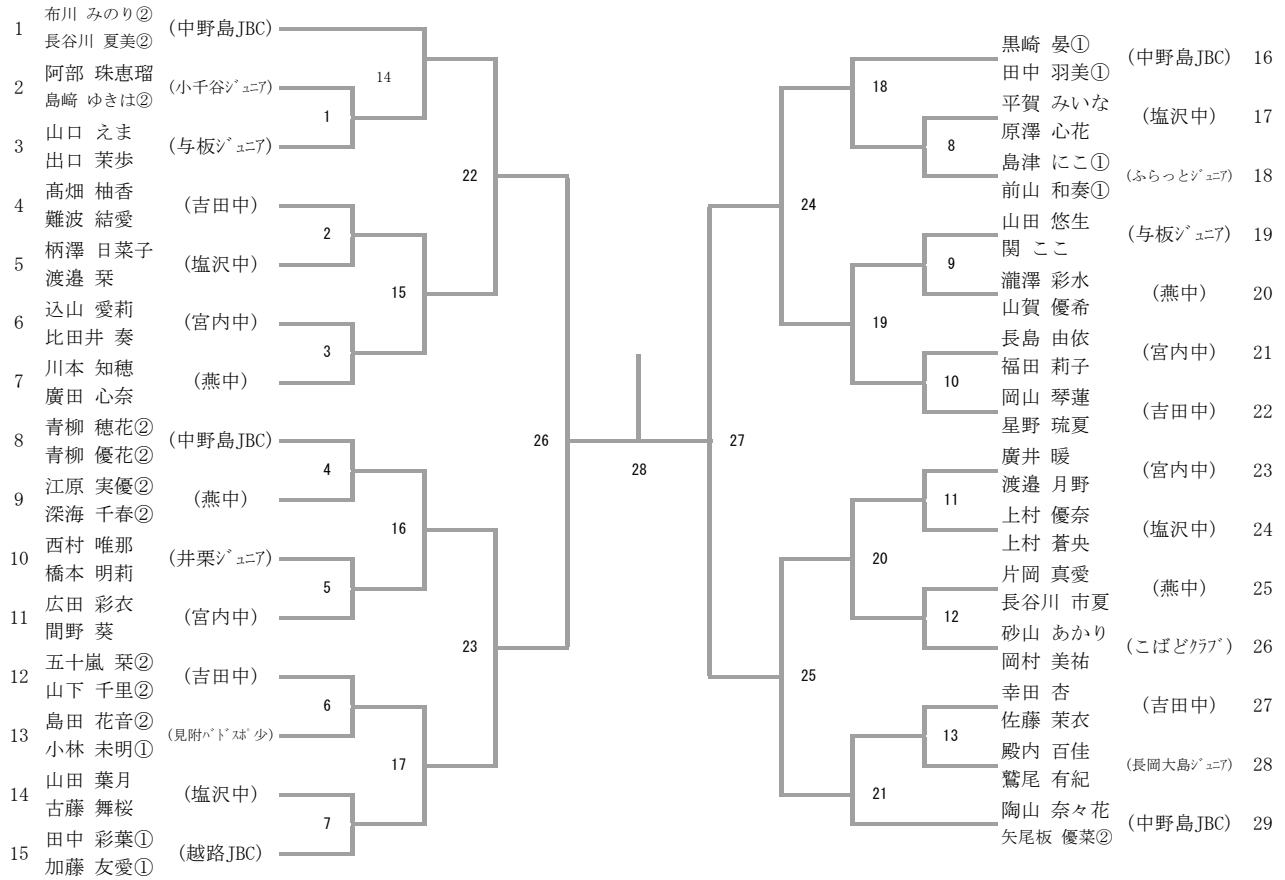 1 布川 みのり② (中野島JBC)
長谷川 夏美②
2 阿部 珠恵瑠 (小千谷ジュニア)
島﨑 ゆきは②
3 山口 えま (与板ジュニア)
出口 茉歩
4 髙畑 柚香 (吉田中)
難波 結愛
5 柄澤 日菜子 (塩沢中)
渡邉 栞
6 込山 愛莉 (宮内中)
比田井 奏
7 川本 知穂 (燕中)
廣田 心奈
8 青柳 穂花② (中野島JBC)
青柳 優花②
9 江原 実優② (燕中)
深海 千春②
10 西村 唯那 (井栗ジュニア)
橋本 明莉
11 広田 彩衣 (宮内中)
間野 葵
12 五十嵐 栞② (吉田中)
山下 千里②
13 島田 花音② (見附バドスポ少)
小林 未明①
14 山田 葉月 (塩沢中)
古藤 舞桜
15 田中 彩葉① (越路JBC)
加藤 友愛①
14
1
22
2
15
3
26
4
16
5
23
6
17
7
28
27
18
8
24
9
19
10
11
20
12
25
13
21
黒崎 晏① (中野島JBC) 16
田中 羽美①
平賀 みいな (塩沢中) 17
原澤 心花
島津 にこ① (ふらっとジュニア) 18
前山 和奏①
山田 悠生 (与板ジュニア) 19
関 ここ
瀧澤 彩水 (燕中) 20
山賀 優希
長島 由依 (宮内中) 21
福田 莉子
岡山 琴蓮 (吉田中) 22
星野 琉夏
廣井 暖 (宮内中) 23
渡邉 月野
上村 優奈 (塩沢中) 24
上村 蒼央
片岡 真愛 (燕中) 25
長谷川 市夏
砂山 あかり (こばどクラブ) 26
岡村 美祐
幸田 杏 (吉田中) 27
佐藤 茉衣
殿内 百佳 (長岡大島ジュニア) 28
鷲尾 有紀
陶山 奈々花 (中野島JBC) 29
矢尾板 優菜②